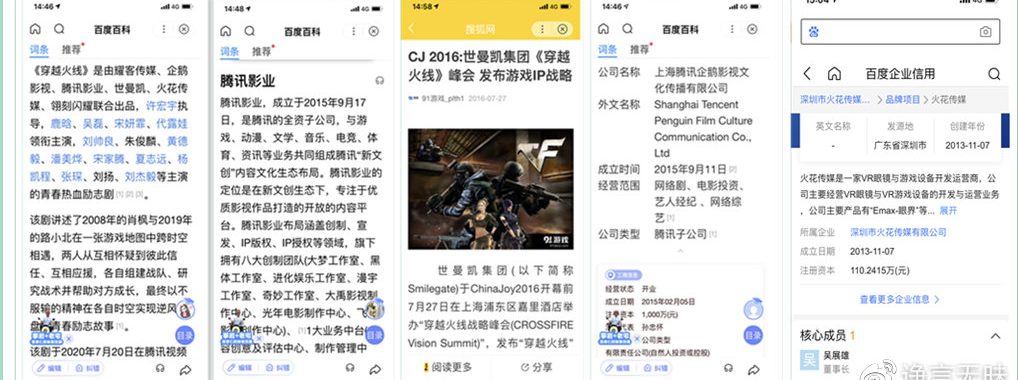 14:46
4G
百度百科
词条 推荐
《穿越火线》是由耀客传媒、企鹅
影视、腾讯影业、世曼凯、火花传
媒、翎刻闪耀联合出品，许宏宇执
导，鹿晗、吴磊、宋妍霏、代露娃
领衔主演，刘帅良、朱俊麟、黄德
毅、潘美烨、宋家腾、夏志远、杨
凯程、张琛、刘扬、刘杰毅等主演
的青春热血励志剧 [1] [2] [3]。
该剧讲述了2008年的肖枫与2019年
的路小北在一张游戏地图中跨时空
相遇，两人从互相怀疑到彼此信
任、互相应援，各自组建战队、研
究战术并帮助对方成长，最终以不
服输的精神在各自时空实现逆风
盘青春励志故事 [1]。
该剧于2020年7月20日在腾讯视频
目录
编辑 纠错
14:48
4G
百度百科
词条 推荐
腾讯影业
腾讯影业，成立于2015年9月17
日，是腾讯的全资子公司，与游
戏、动漫、文学、音乐、电竞、体
育、资讯等业务共同组成腾讯“新文
创”内容文化生态布局。腾讯影业的
定位是在新文创生态下，专注于优
质影视作品打造的开放的内容平
台。腾讯影业布局涵盖创制、宣
发、IP版权、IP授权等领域，旗下
拥有八大创制团队(大梦工作室、黑
体工作室、进化娱乐工作室、漫宇
工作室、奇妙工作室、大禹影视制
作中心、光年电影制作中心、飞
创制作中心)、[1]大业务中台
容创意及评估中心、制作管理中
目录
编辑 纠错
14:58
4G
搜狐网
CJ 2016:世曼凯集团《穿越
火线》峰会 发布游戏IP战略
91游戏_plth1 2016-07-27
CF
91游戏
世曼凯集团(以下简称
Smilegate)于ChinaJoy2016开幕前
7月27日在上海浦东区嘉里酒店举
办“穿越火线战略峰会(CROSSFIRE
Vision Summit)”，发布“穿越火线”
阅读更多 分享
14:46
4G
百度百科
词条 推荐
公司名称 上海腾讯企鹅影视文
化传播有限公司
外文名称 Shanghai Tencent
Penguin Film Culture
Communication Co.,
Ltd
成立时间 2015年9月11日 [2]
经营范围 网络剧、电影投资、
艺人经纪 、网络综
艺 [1]
公司类型 腾讯子公司 [1]
工商信息
经营状态 开业
成立日期 2015年02月05日
注册资本 1,000万(元)
代表 孙忠怀
公司类型
有限责任公司(自然人投资或控股)
目录
编辑 纠错
15:04
4G
百度企业信用
深圳市火花传媒... > 品牌项目 > 火花传媒
英文名称 发源地 创建年份
- 广东省深圳市 2013-11-07
火花传媒是一家VR眼镜与游戏设备开发运营商，公
司主要经营VR眼镜与VR游戏设备的开发与运营业务
，公司主要产品有“Emax-眼界”等... 展开
所属企业 深圳市火花传媒有限公司
成立日期 2013-11-07
注册资本 110.2415万(元)
查看更多企业信息 >
核心成员 1
吴 吴展雄
董事长